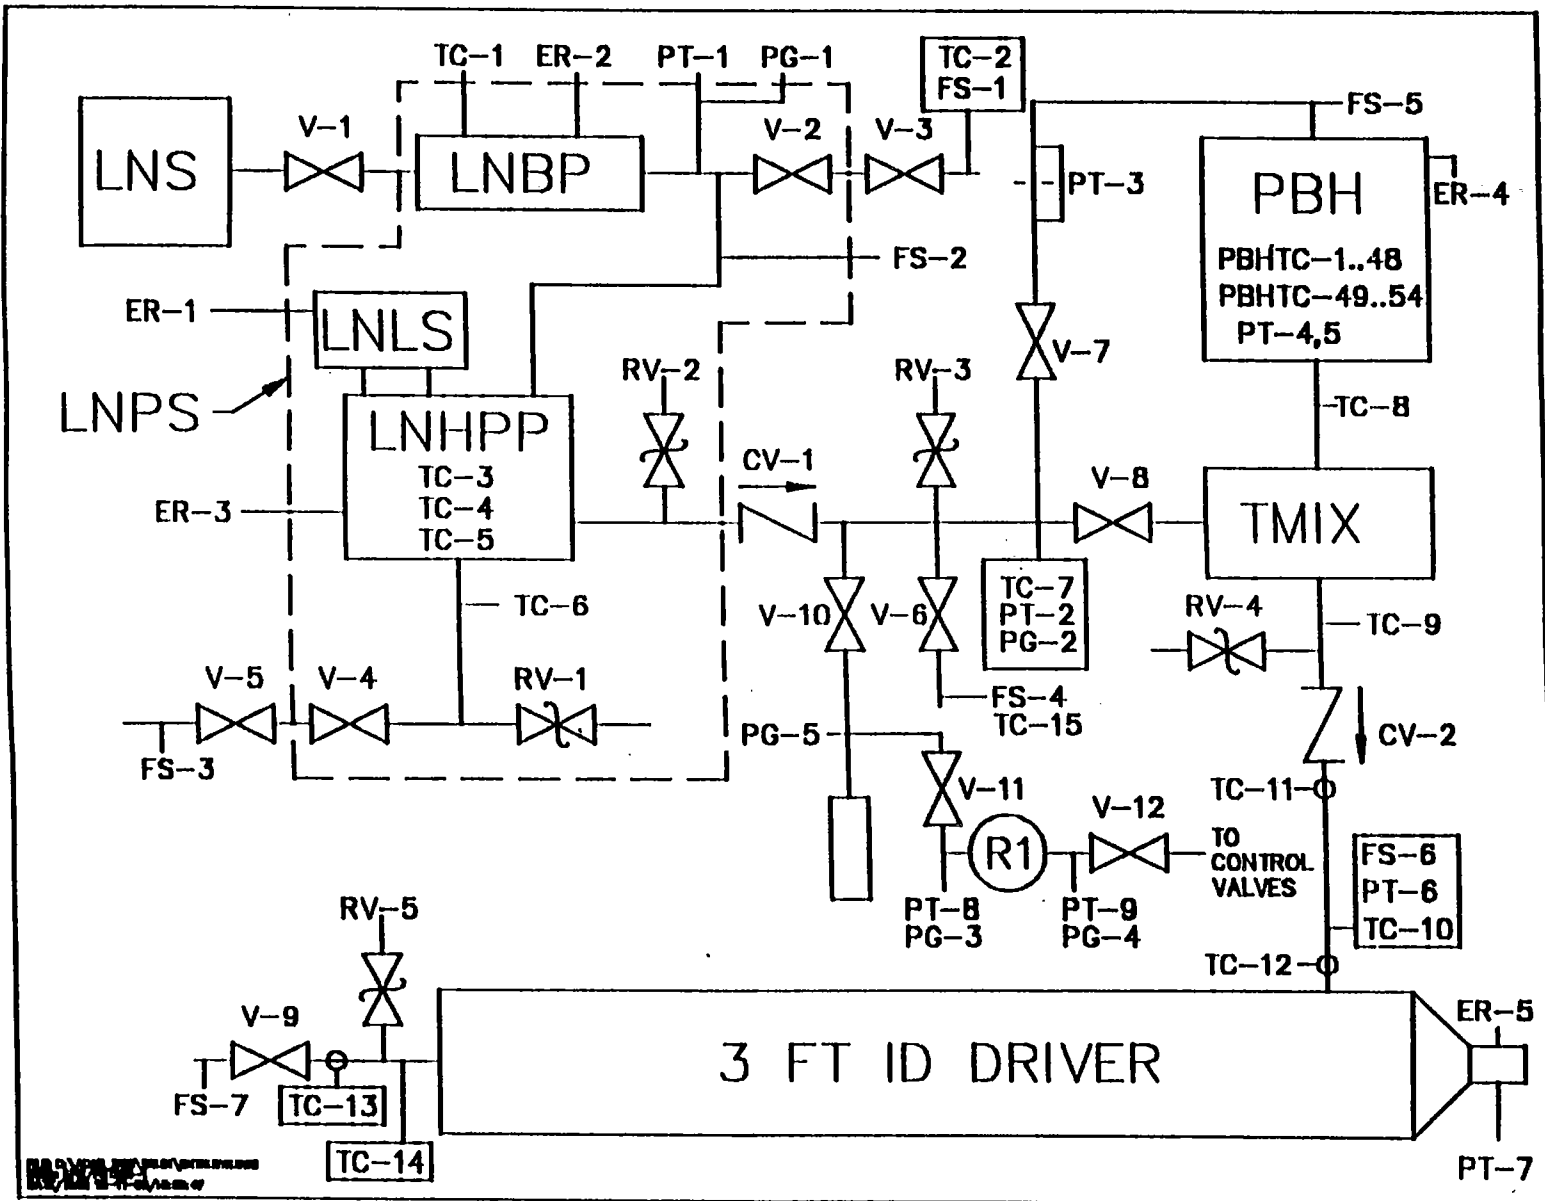 TC-1 ER-2 PT-1 PG-1
TC-2
FS-1
FS-5
V-1 V-2 V-3
LNS LNBP
PT-3
PBH
ER-4
PBHTC-1..48
PBHTC-49..54
PT-4,5
FS-2
ER-1
LNLS
V-7
RV-2 RV-3
LNPS
TC-8
LNHPP
TC-3
TC-4
TC-5
CV-1
V-8
ER-3
TMIX
TC-7
PT-2
PG-2
TC-6
V-10 V-6
RV-4
TC-9
V-5 V-4 RV-1
FS-4
TC-15
PG-5
CV-2
FS-3
V-11
TC-11
V-12
R1
TO
CONTROL
VALVES
FS-6
PT-6
TC-10
PT-8
PG-3
PT-9
PG-4
RV-5
TC-12
V-9
ER-5
3 FT ID DRIVER
FS-7
TC-13
TC-14
PT-7